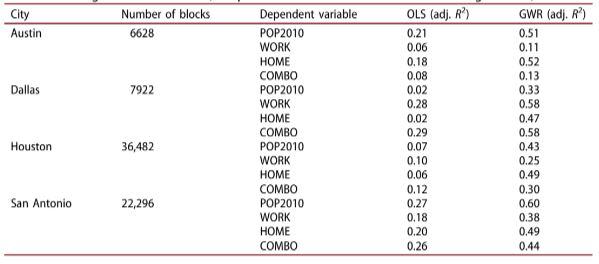 City Number of blocks Dependent variable OLS (adj. R²) GWR (adj. R²)
Austin 6628 POP2010 0.21 0.51
WORK 0.06 0.11
HOME 0.18 0.52
COMBO 0.08 0.13
Dallas 7922 POP2010 0.02 0.33
WORK 0.28 0.58
HOME 0.02 0.47
COMBO 0.29 0.58
Houston 36,482 POP2010 0.07 0.43
WORK 0.10 0.25
HOME 0.06 0.49
COMBO 0.12 0.30
San Antonio 22,296 POP2010 0.27 0.60
WORK 0.18 0.38
HOME 0.20 0.49
COMBO 0.26 0.44